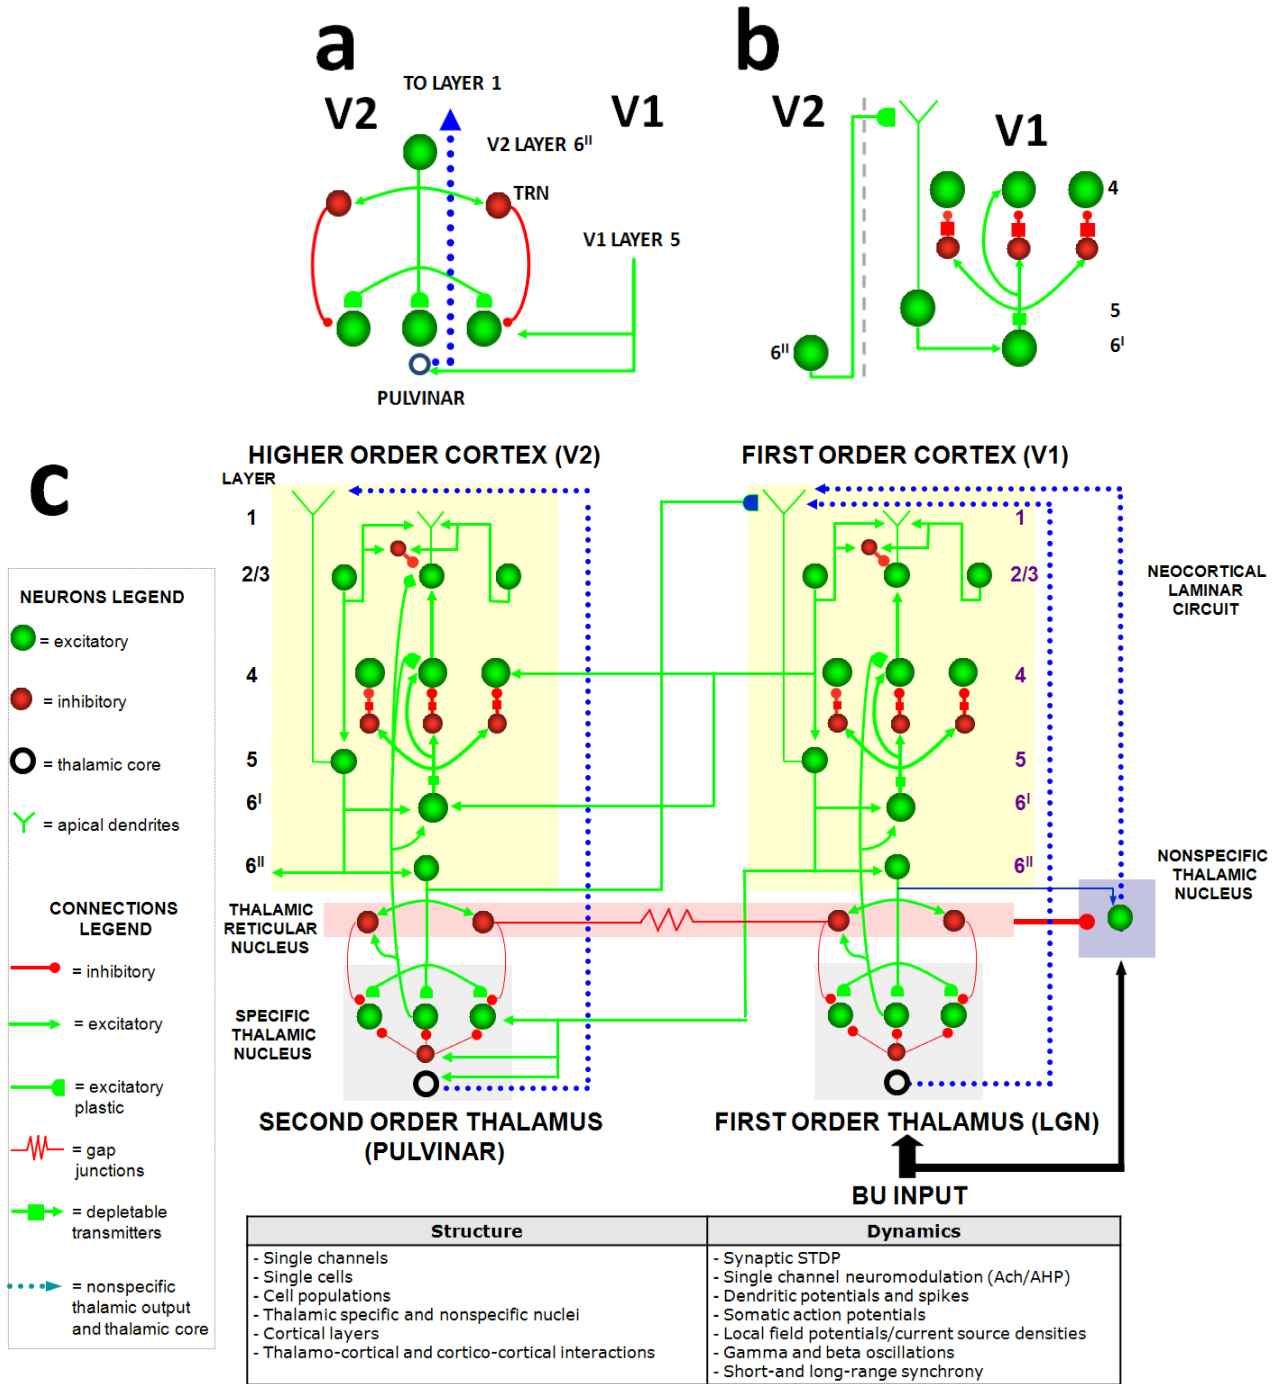 a
b
V2
TO LAYER 1
V1
V2 LAYER 6II
TRN
V1 LAYER 5
PULVINAR
V2
V1
4
5
6I
6II
c
HIGHER ORDER CORTEX (V2)
FIRST ORDER CORTEX (V1)
LAYER
1
2/3
4
5
6I
6II
1
2/3
4
5
6I
6II
NEOCORTICAL
LAMINAR
CIRCUIT
NONSPECIFIC
THALAMIC
NUCLEUS
THALAMIC
RETICULAR
NUCLEUS
SPECIFIC
THALAMIC
NUCLEUS
SECOND ORDER THALAMUS
(PULVINAR)
FIRST ORDER THALAMUS (LGN)
BU INPUT
NEURONS LEGEND
= excitatory
= inhibitory
= thalamic core
= apical dendrites
CONNECTIONS
LEGEND
= inhibitory
= excitatory
= excitatory
plastic
= gap
junctions
= depletable
transmitters
= nonspecific
thalamic output
and thalamic core
Structure
- Single channels
- Single cells
- Cell populations
- Thalamic specific and nonspecific nuclei
- Cortical layers
- Thalamo-cortical and cortico-cortical interactions
Dynamics
- Synaptic STDP
- Single channel neuromodulation (Ach/AHP)
- Dendritic potentials and spikes
- Somatic action potentials
- Local field potentials/current source densities
- Gamma and beta oscillations
- Short-and long-range synchrony